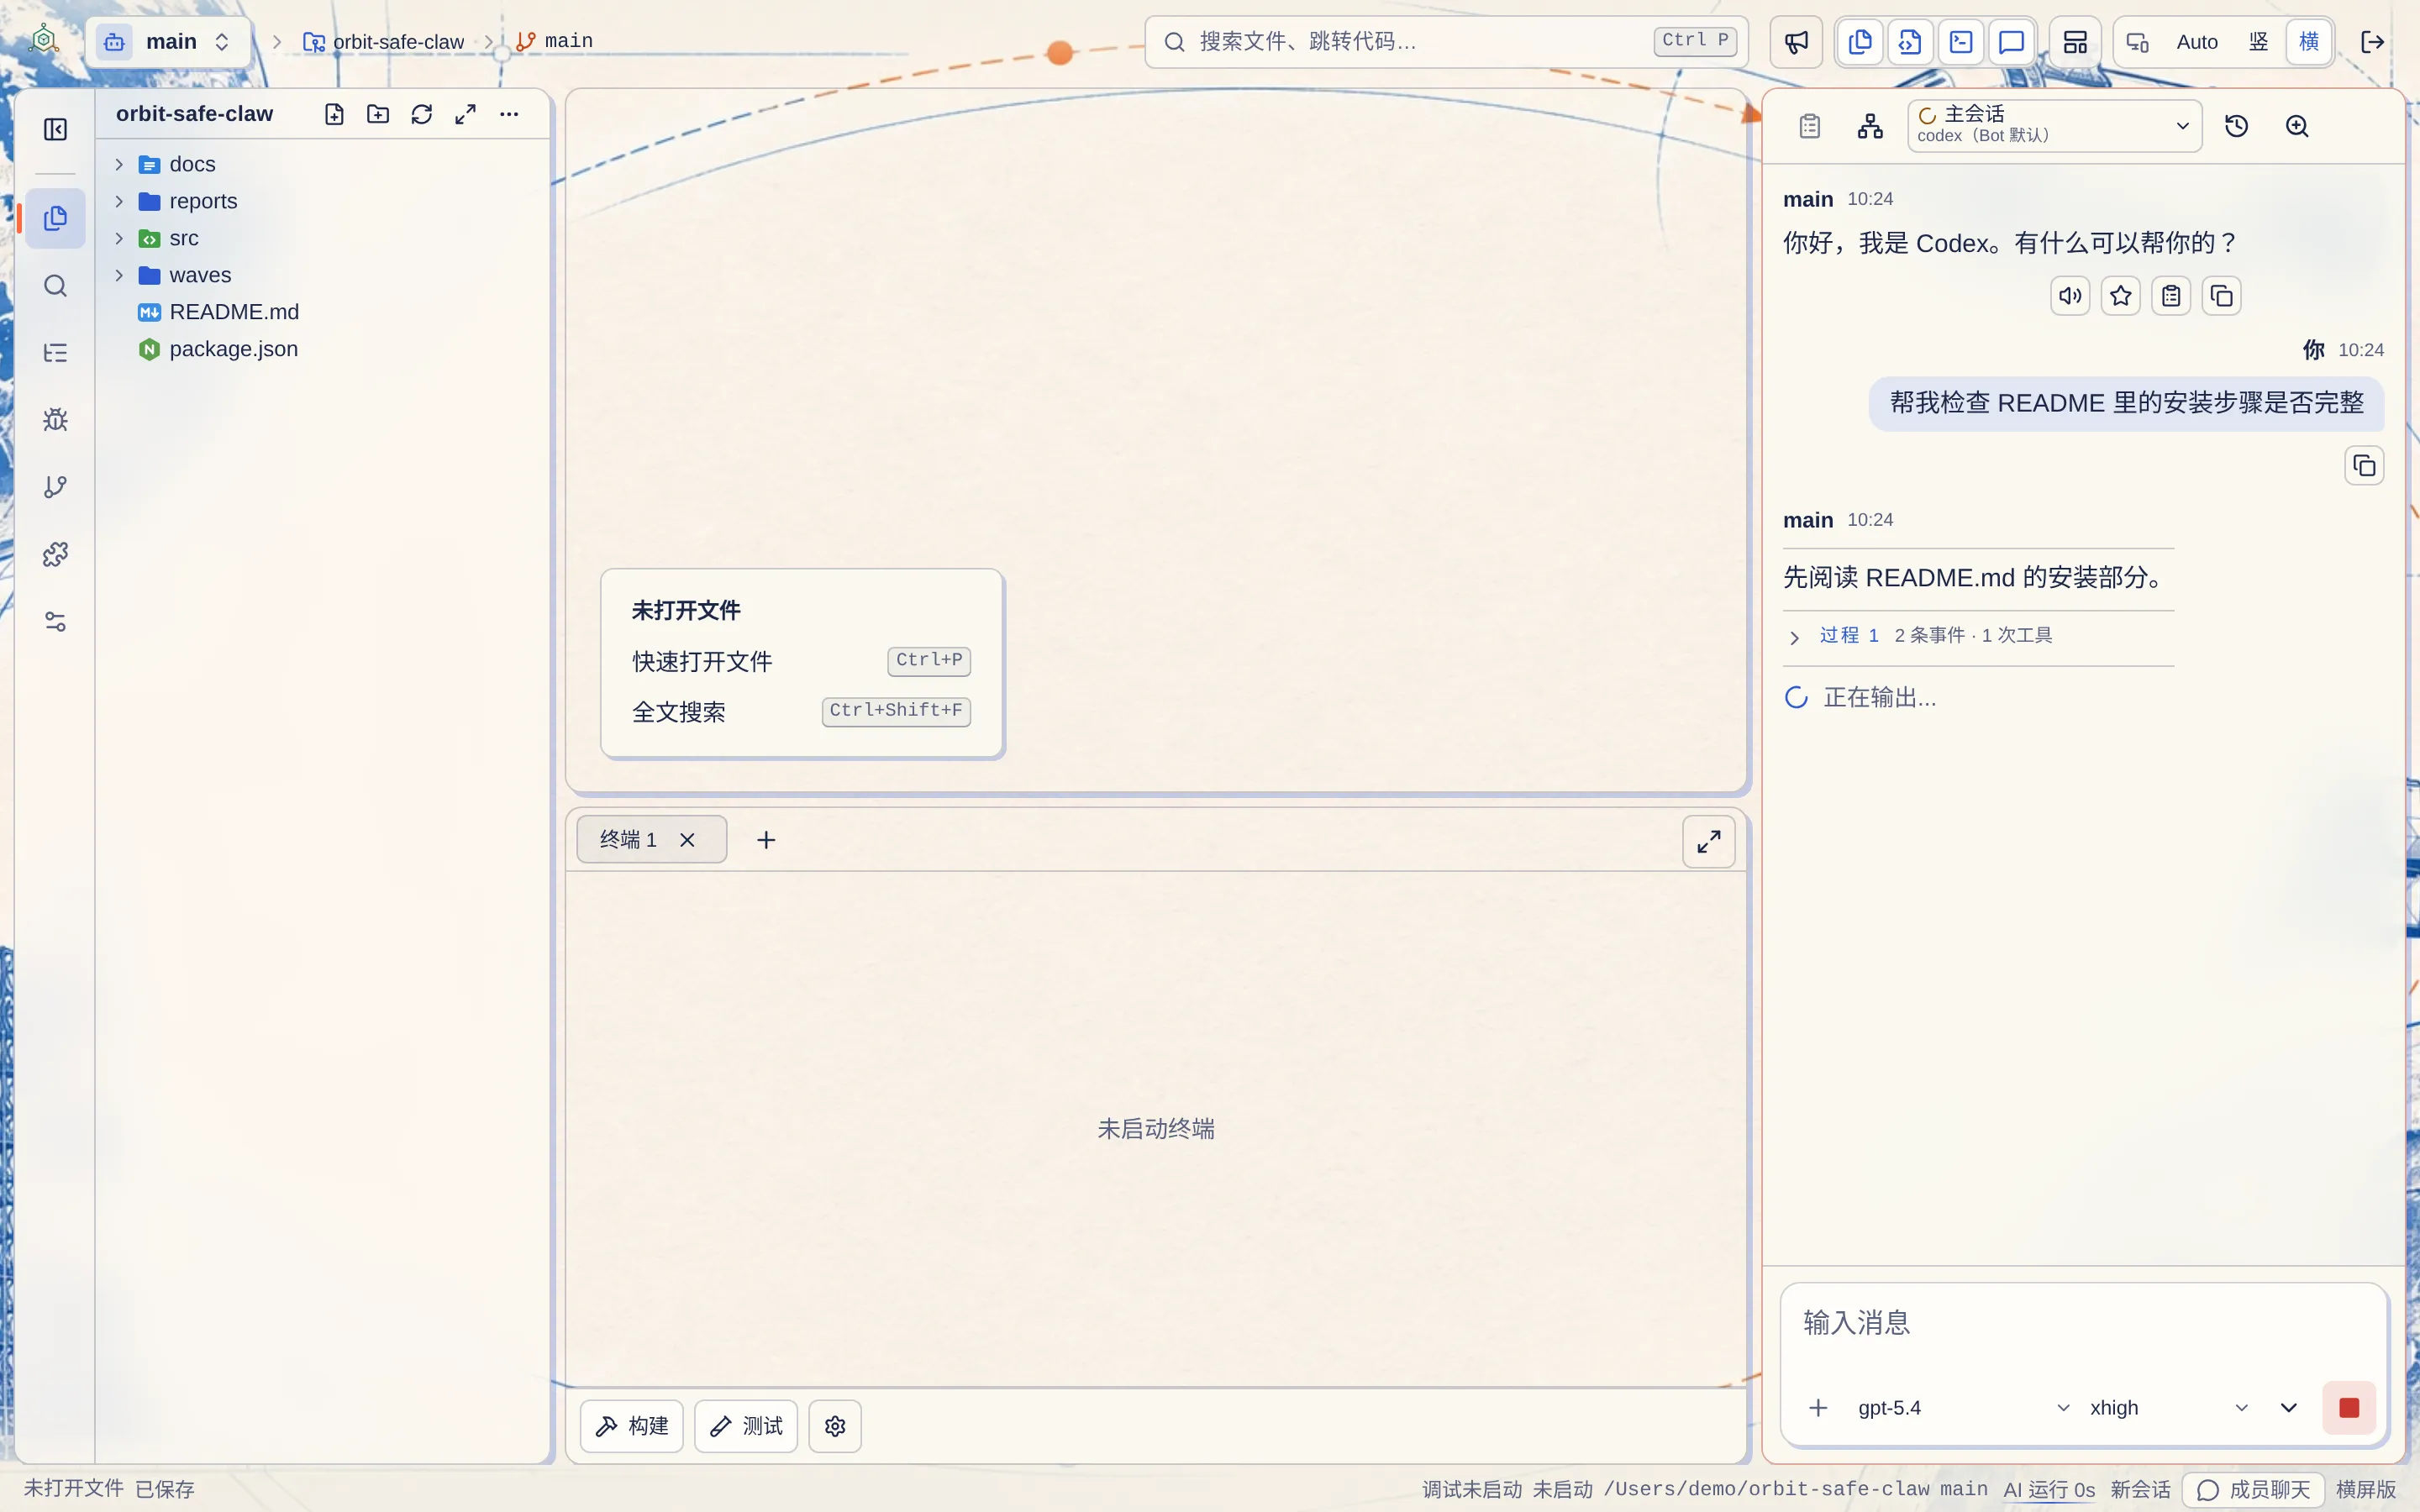 main
orbit-safe-claw
main
搜索文件、跳转代码...
Ctrl P
Auto
竖
横
orbit-safe-claw
docs
reports
src
waves
README.md
package.json
未打开文件
快速打开文件 Ctrl+P
全文搜索 Ctrl+Shift+F
终端 1
未启动终端
构建
测试
主会话
codex（Bot 默认）
main 10:24
你好，我是 Codex。有什么可以帮你的？
你 10:24
帮我检查 README 里的安装步骤是否完整
main 10:24
先阅读 README.md 的安装部分。
过程 1 2 条事件 · 1 次工具
正在输出...
输入消息
gpt-5.4
xhigh
未打开文件 已保存
调试未启动 未启动 /Users/demo/orbit-safe-claw main AI 运行 0s 新会话 成员聊天 横屏版